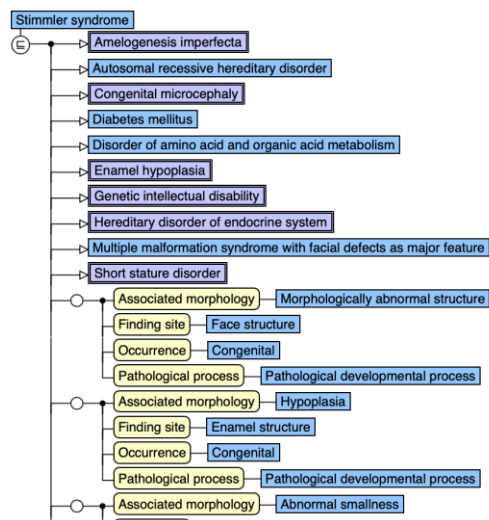 Stimmler syndrome
⊑
Amelogenesis imperfecta
Autosomal recessive hereditary disorder
Congenital microcephaly
Diabetes mellitus
Disorder of amino acid and organic acid metabolism
Enamel hypoplasia
Genetic intellectual disability
Hereditary disorder of endocrine system
Multiple malformation syndrome with facial defects as major feature
Short stature disorder
Associated morphology Morphologically abnormal structure
Finding site Face structure
Occurrence Congenital
Pathological process Pathological developmental process
Associated morphology Hypoplasia
Finding site Enamel structure
Occurrence Congenital
Pathological process Pathological developmental process
Associated morphology Abnormal smallness